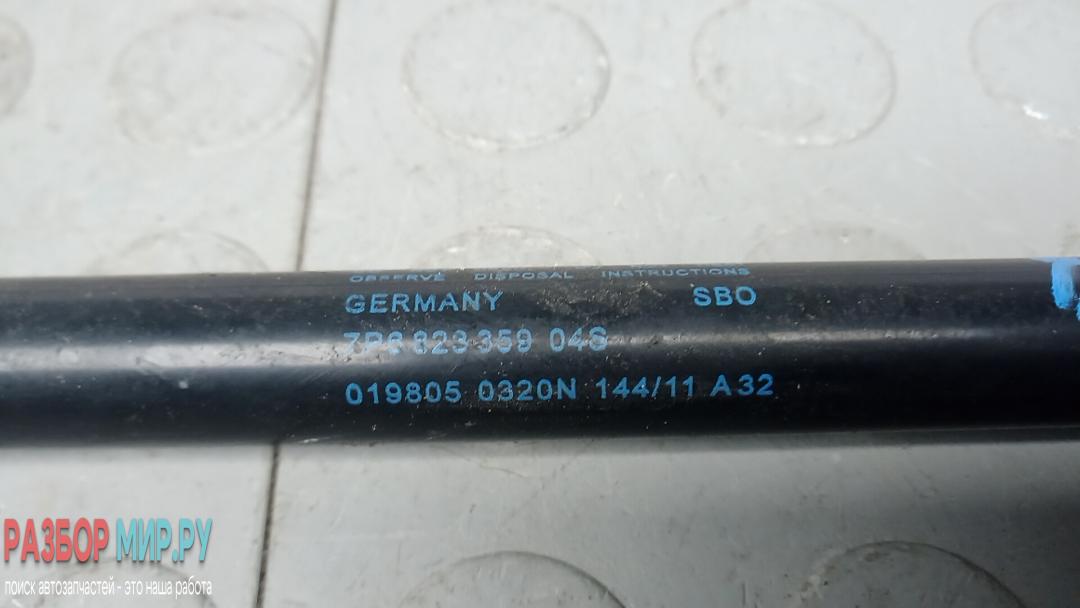 OBSERVE DISPOSAL INSTRUCTIONS
GERMANY SBO
7P6 823 359 04S
019805 0320N 144/11 A32
РАЗБОР МИР.РУ
поиск автозапчастей - это наша работа